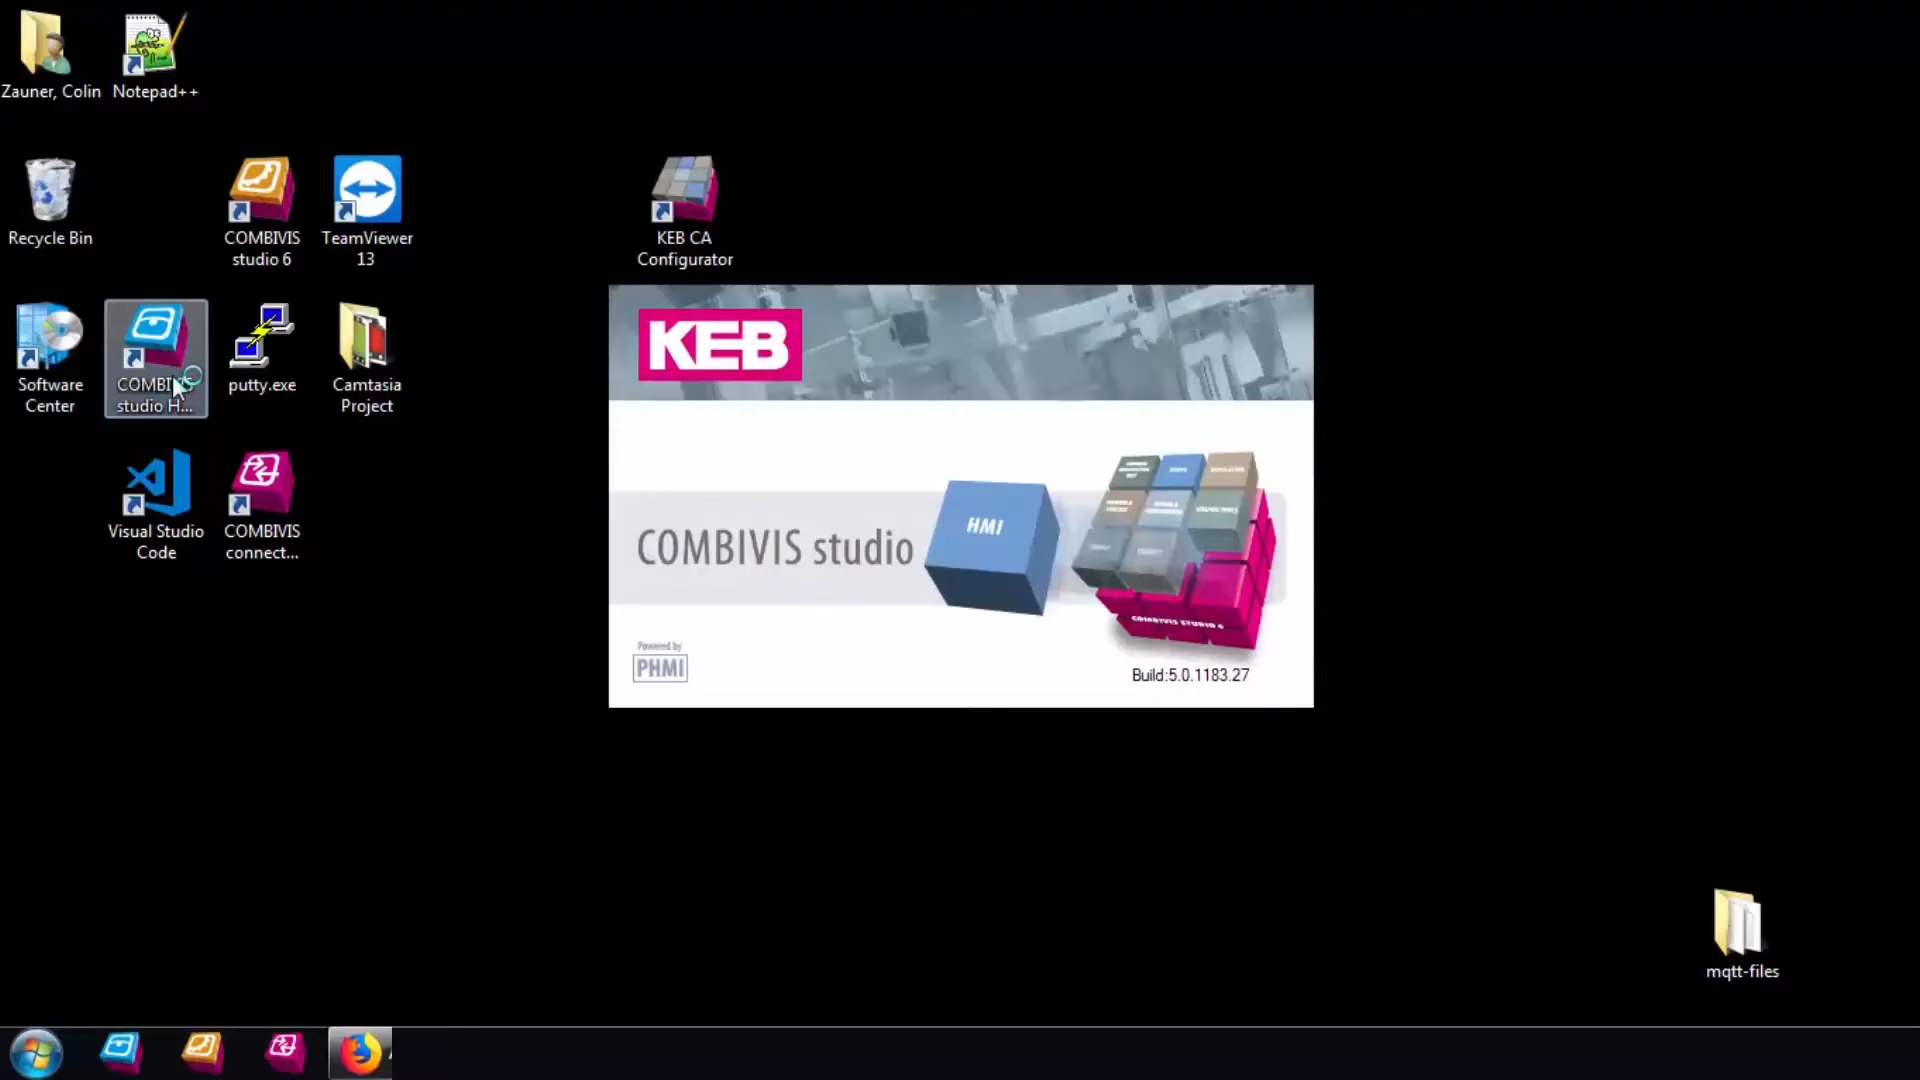 Zauner, Colin
Notepad++
Recycle Bin
COMBIVIS
studio 6
TeamViewer
13
KEB CA
Configurator
Software
Center
studio H...
putty.exe
Camtasia
Project
Visual Studio
Code
COMBIVIS
connect...
KEB
COMBIVIS studio
HMI
COMBIVIS STUDIO 6
Powered by
PHMI
Build:5.0.1183.27
mqtt-files